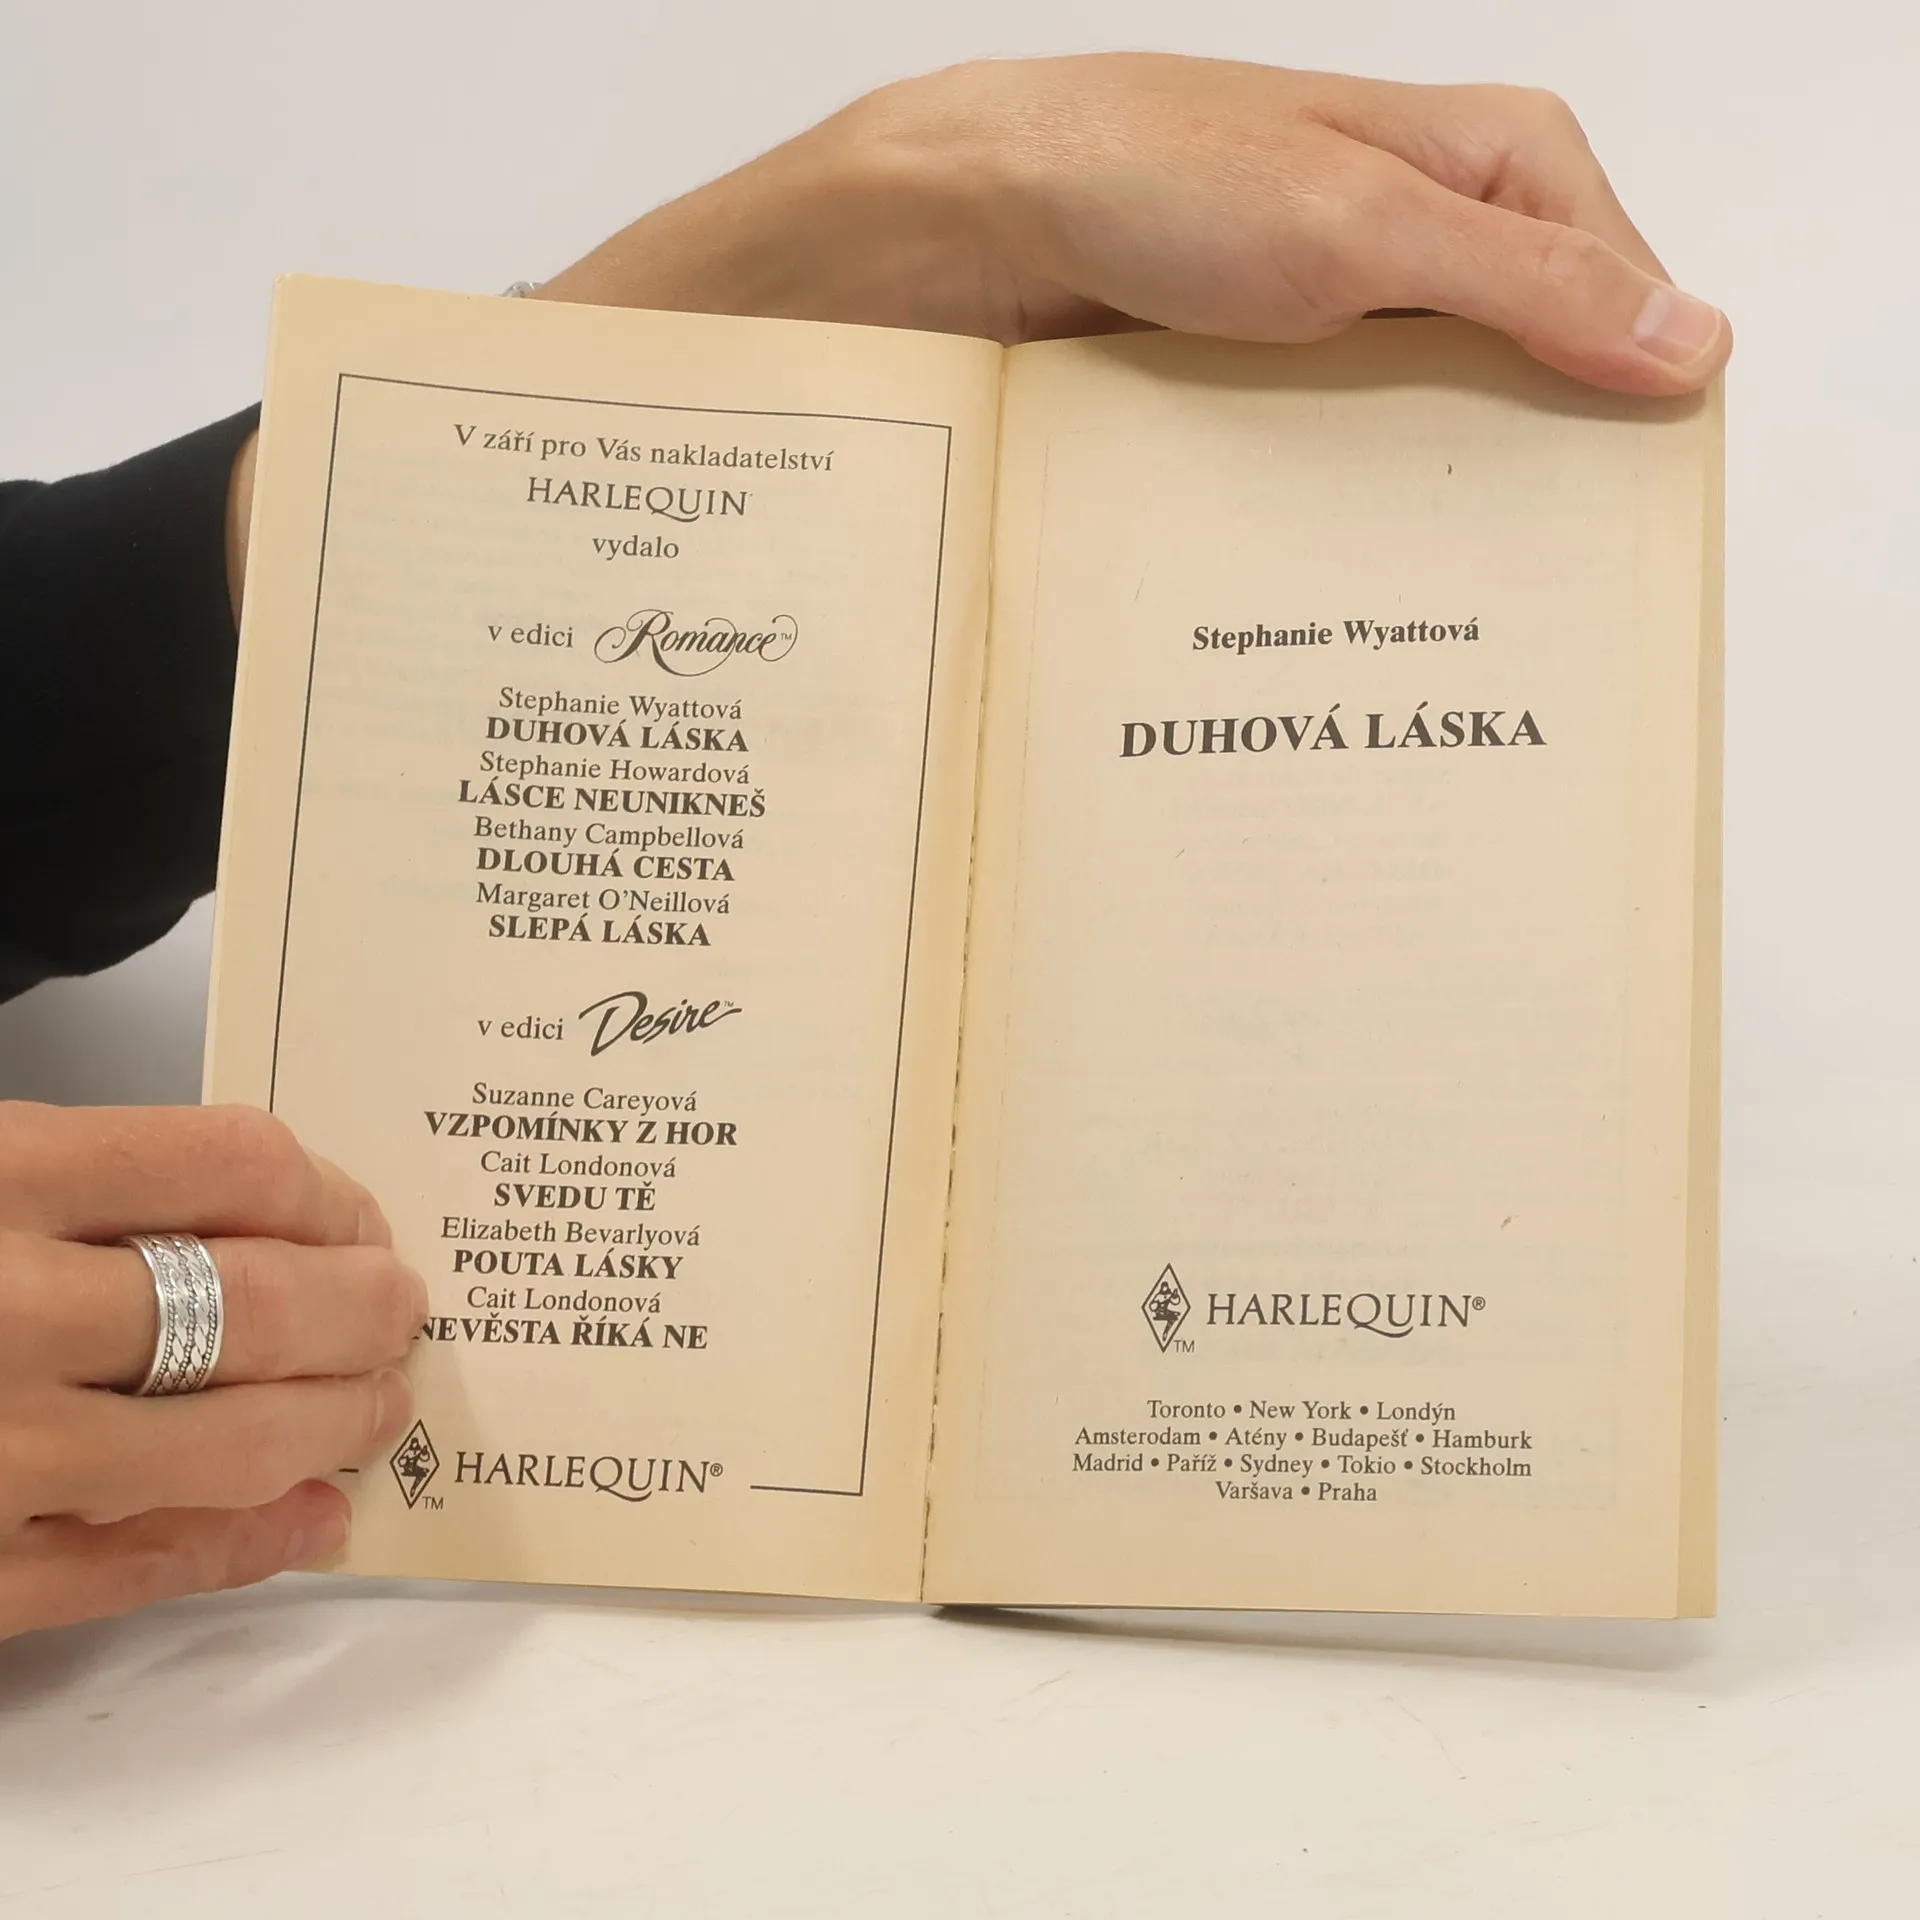 V září pro Vás nakladatelství
HARLEQUIN
vydalo
v edici Romance™
Stephanie Wyattová
DUHOVÁ LÁSKA
Stephanie Howardová
LÁSCE NEUNIKNEŠ
Bethany Campbellová
DLOUHÁ CESTA
Margaret O’Neillová
SLEPÁ LÁSKA
v edici Desire™
Suzanne Careyová
VZPOMÍNKY Z HOR
Cait Londonová
SVEDU TĚ
Elizabeth Bevarlyová
POUTA LÁSKY
Cait Londonová
NEVĚSTA ŘÍKÁ NE
TM HARLEQUIN®
Stephanie Wyattová
DUHOVÁ LÁSKA
TM HARLEQUIN®
Toronto • New York • Londýn
Amsterodam • Atény • Budapešť • Hamburk
Madrid • Paříž • Sydney • Tokio • Stockholm
Varšava • Praha